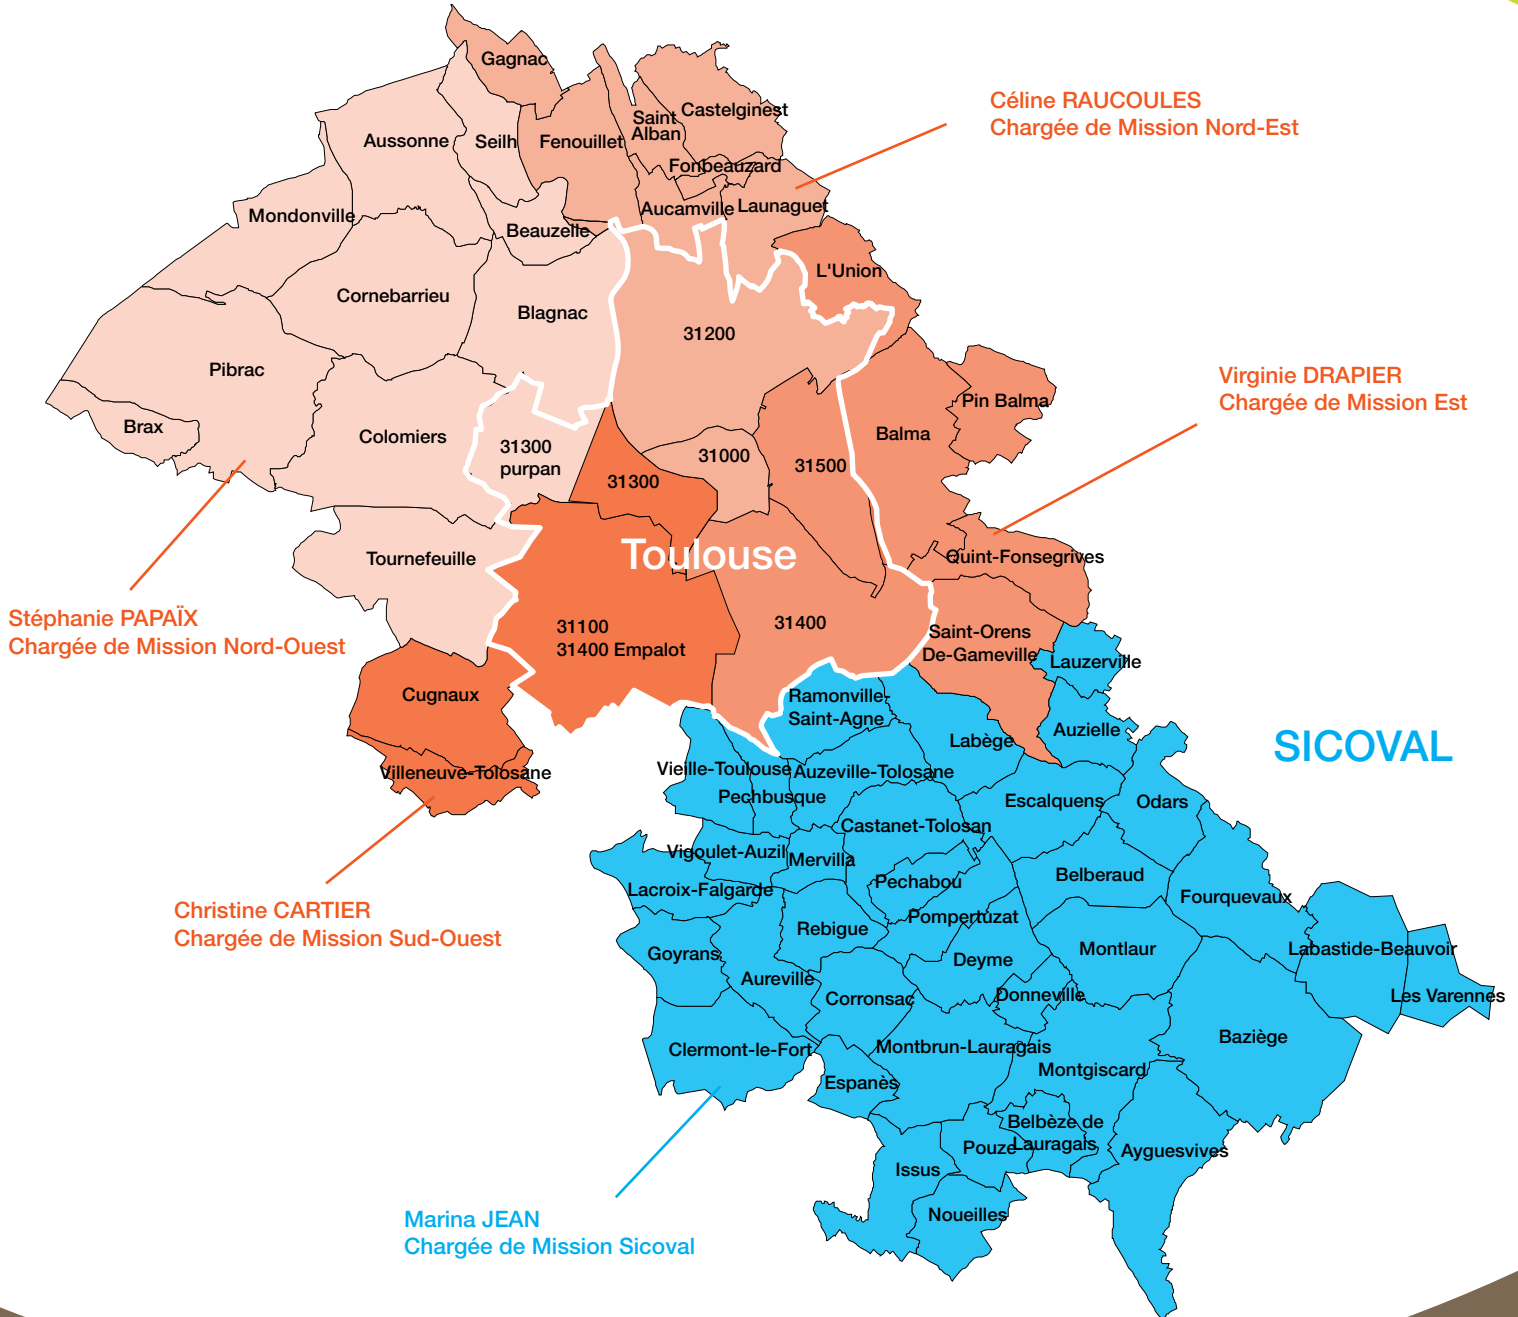 Gagnac
Castelginest
Saint
Alban
Aussonne
Seilh
Fenouillet
Fonbeauzard
Aucamville
Launaguet
Mondonville
Beauzelle
L'Union
Cornebarrieu
Blagnac
31200
Pibrac
Brax
Colomiers
31300
purpan
31300
31000
31500
Balma
Pin Balma
Quint-Fonsegrives
Tournefeuille
Toulouse
31100
31400 Empalot
31400
Saint-Orens
De-Gameville
Cugnaux
Villeneuve-Tolosane
Céline RAUCOULES
Chargée de Mission Nord-Est
Virginie DRAPIER
Chargée de Mission Est
Stéphanie PAPAÏX
Chargée de Mission Nord-Ouest
Christine CARTIER
Chargée de Mission Sud-Ouest
SICOVAL
Lauzerville
Ramonville-
Saint-Agne
Labège
Auzielle
Vieille-Toulouse
Auzeville-Tolosane
Pechbusque
Escalquens
Odars
Castanet-Tolosan
Vigoulet-Auzil
Mervilla
Belberaud
Pechabou
Lacroix-Falgarde
Fourquevaux
Pompertuzat
Rebigue
Goyrans
Deyme
Montlaur
Labastide-Beauvoir
Aureville
Corronsac
Donneville
Les Varennes
Baziège
Clermont-le-Fort
Montbrun-Lauragais
Montgiscard
Espanès
Belbèze de
Lauragais
Pouze
Ayguesvives
Issus
Noueilles
Marina JEAN
Chargée de Mission Sicoval